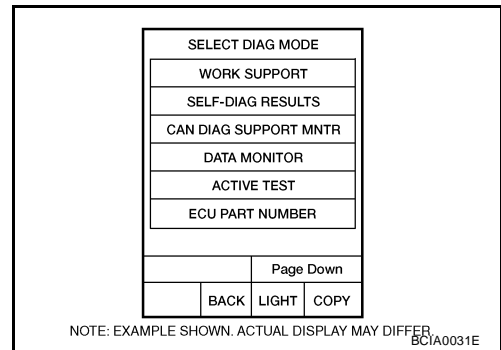 SELECT DIAG MODE
WORK SUPPORT
SELF-DIAG RESULTS
CAN DIAG SUPPORT MNTR
DATA MONITOR
ACTIVE TEST
ECU PART NUMBER
Page Down
BACK LIGHT COPY
NOTE: EXAMPLE SHOWN. ACTUAL DISPLAY MAY DIFFER.
BCIA0031E